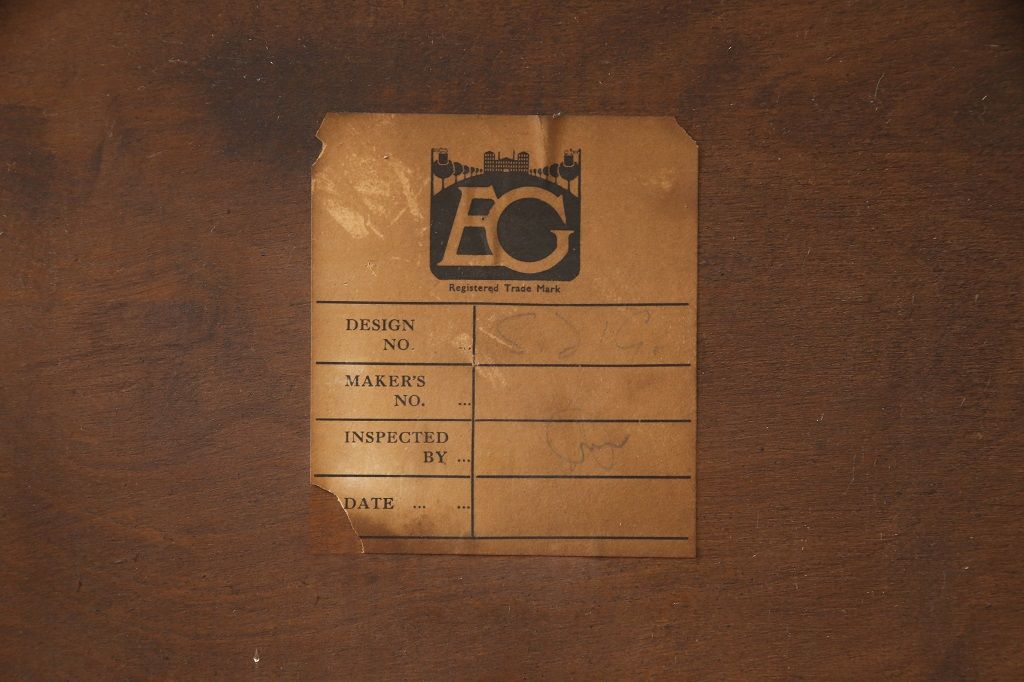 EG
Registered Trade Mark
DESIGN
NO. ...
MAKER'S
NO. ...
INSPECTED
BY ...
DATE ... ...